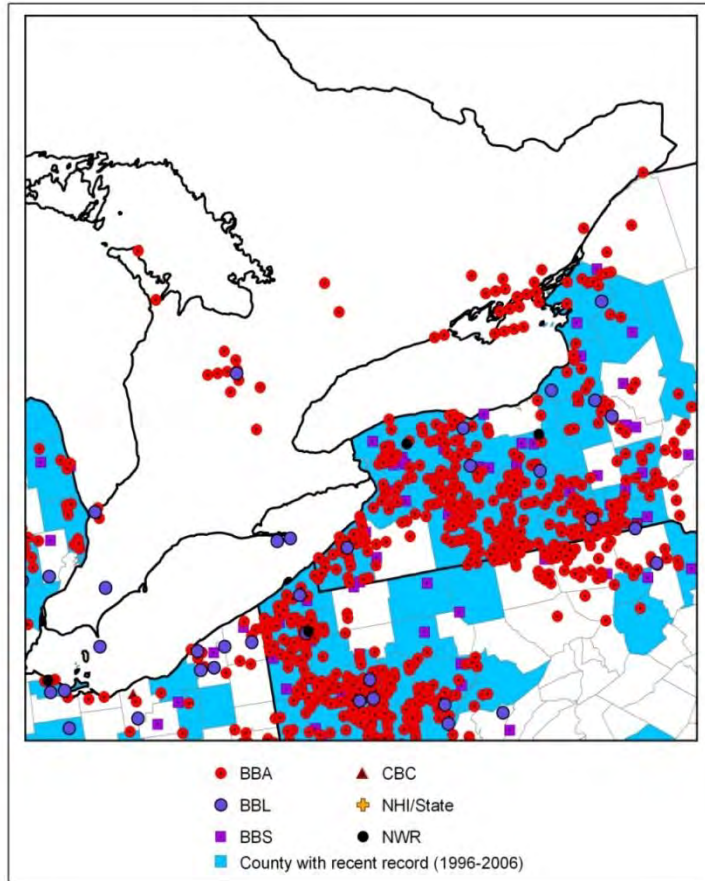 BBA
CBC
BBL
NHI/State
BBS
NWR
County with recent record (1996-2006)